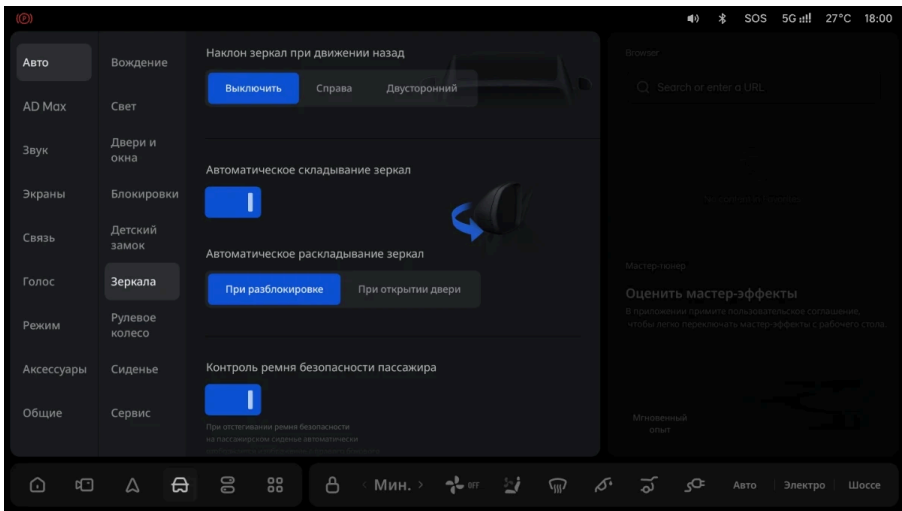 (P)
SOS 5G 27°C 18:00
Авто
AD Max
Звук
Экраны
Связь
Голос
Режим
Аксессуары
Общие
Вождение
Свет
Двери и
окна
Блокировки
Детский
замок
Зеркала
Рулевое
колесо
Сиденье
Сервис
Наклон зеркал при движении назад
Выключить Справа Двусторонний
Автоматическое складывание зеркал
Автоматическое раскладывание зеркал
При разблокировке При открытии двери
Контроль ремня безопасности пассажира
При отстегивании ремня безопасности
на пассажирском сиденье автоматически
Browser
Search or enter a URL
Мастер-тюнер
Оценить мастер-эффекты
В приложении примите пользовательское соглашение,
чтобы легко переключать мастер-эффекты с рабочего стола.
Мгновенный
опыт
< Мин. > OFF Авто Электро Шоссе